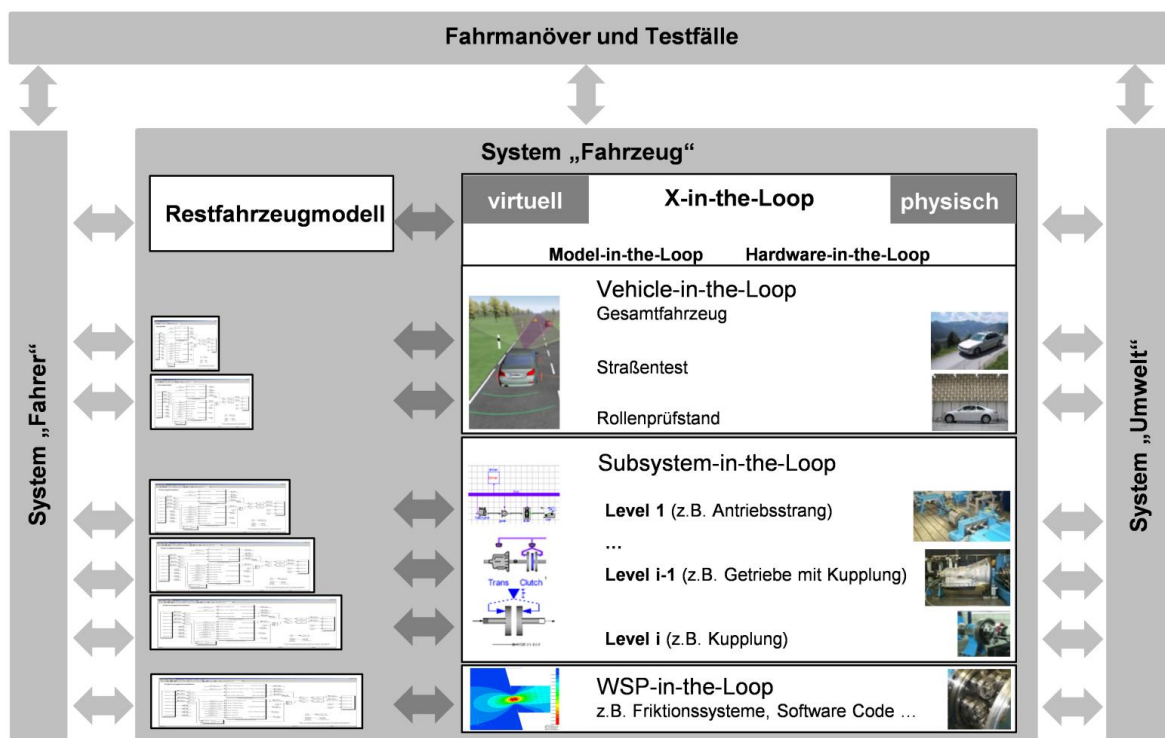 Fahrmanöver und Testfälle
System „Fahrer“
System „Fahrzeug“
Restfahrzeugmodell
virtuell
X-in-the-Loop
physisch
Model-in-the-Loop
Hardware-in-the-Loop
Vehicle-in-the-Loop
Gesamtfahrzeug
Straßentest
Rollenprüfstand
Subsystem-in-the-Loop
Level 1 (z.B. Antriebsstrang)
...
Level i-1 (z.B. Getriebe mit Kupplung)
Trans Clutch
Level i (z.B. Kupplung)
WSP-in-the-Loop
z.B. Friktionssysteme, Software Code ...
System „Umwelt“